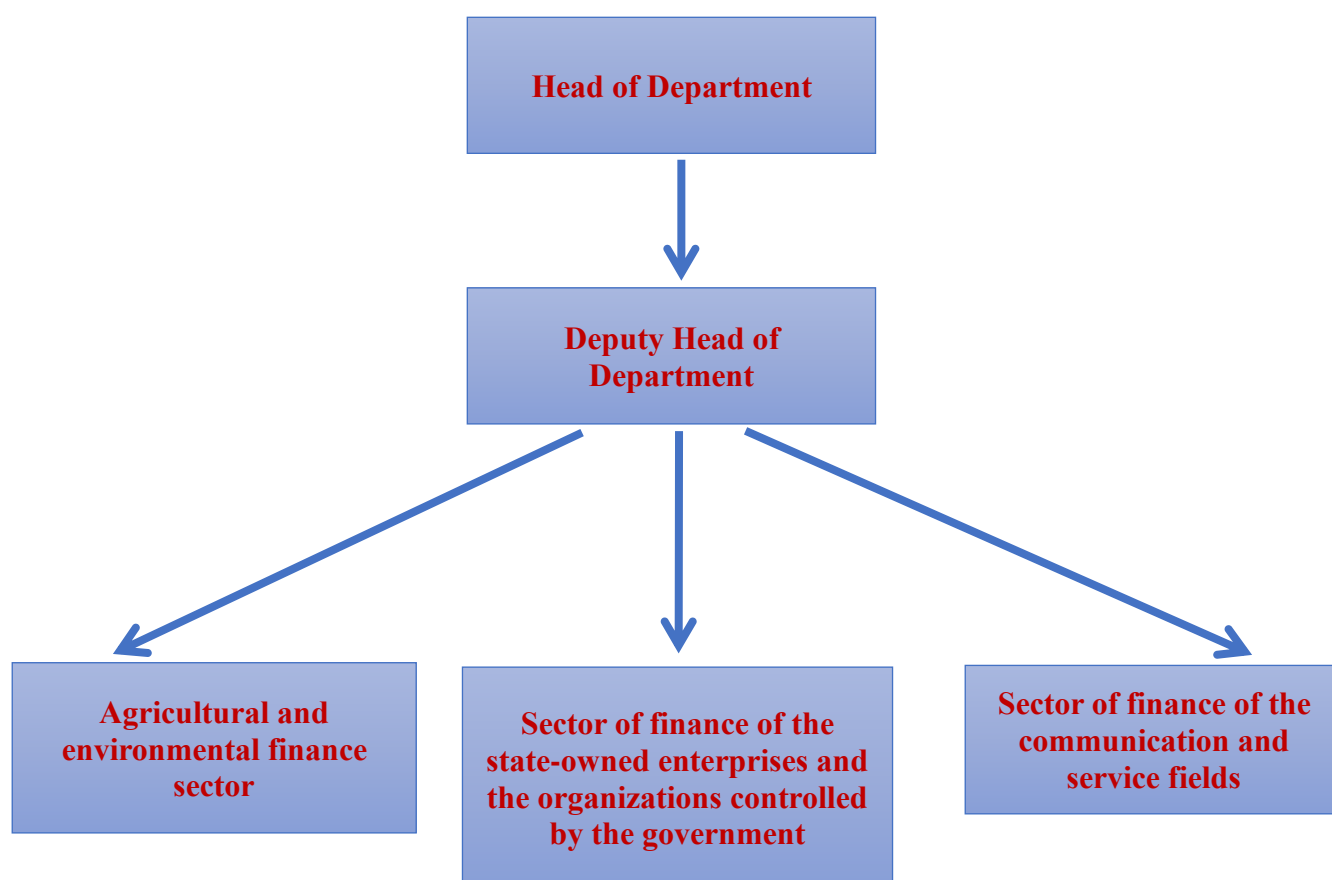 Head of Department
Deputy Head of
Department
Agricultural and
environmental finance
sector
Sector of finance of the
state-owned enterprises and
the organizations controlled
by the government
Sector of finance of the
communication and
service fields